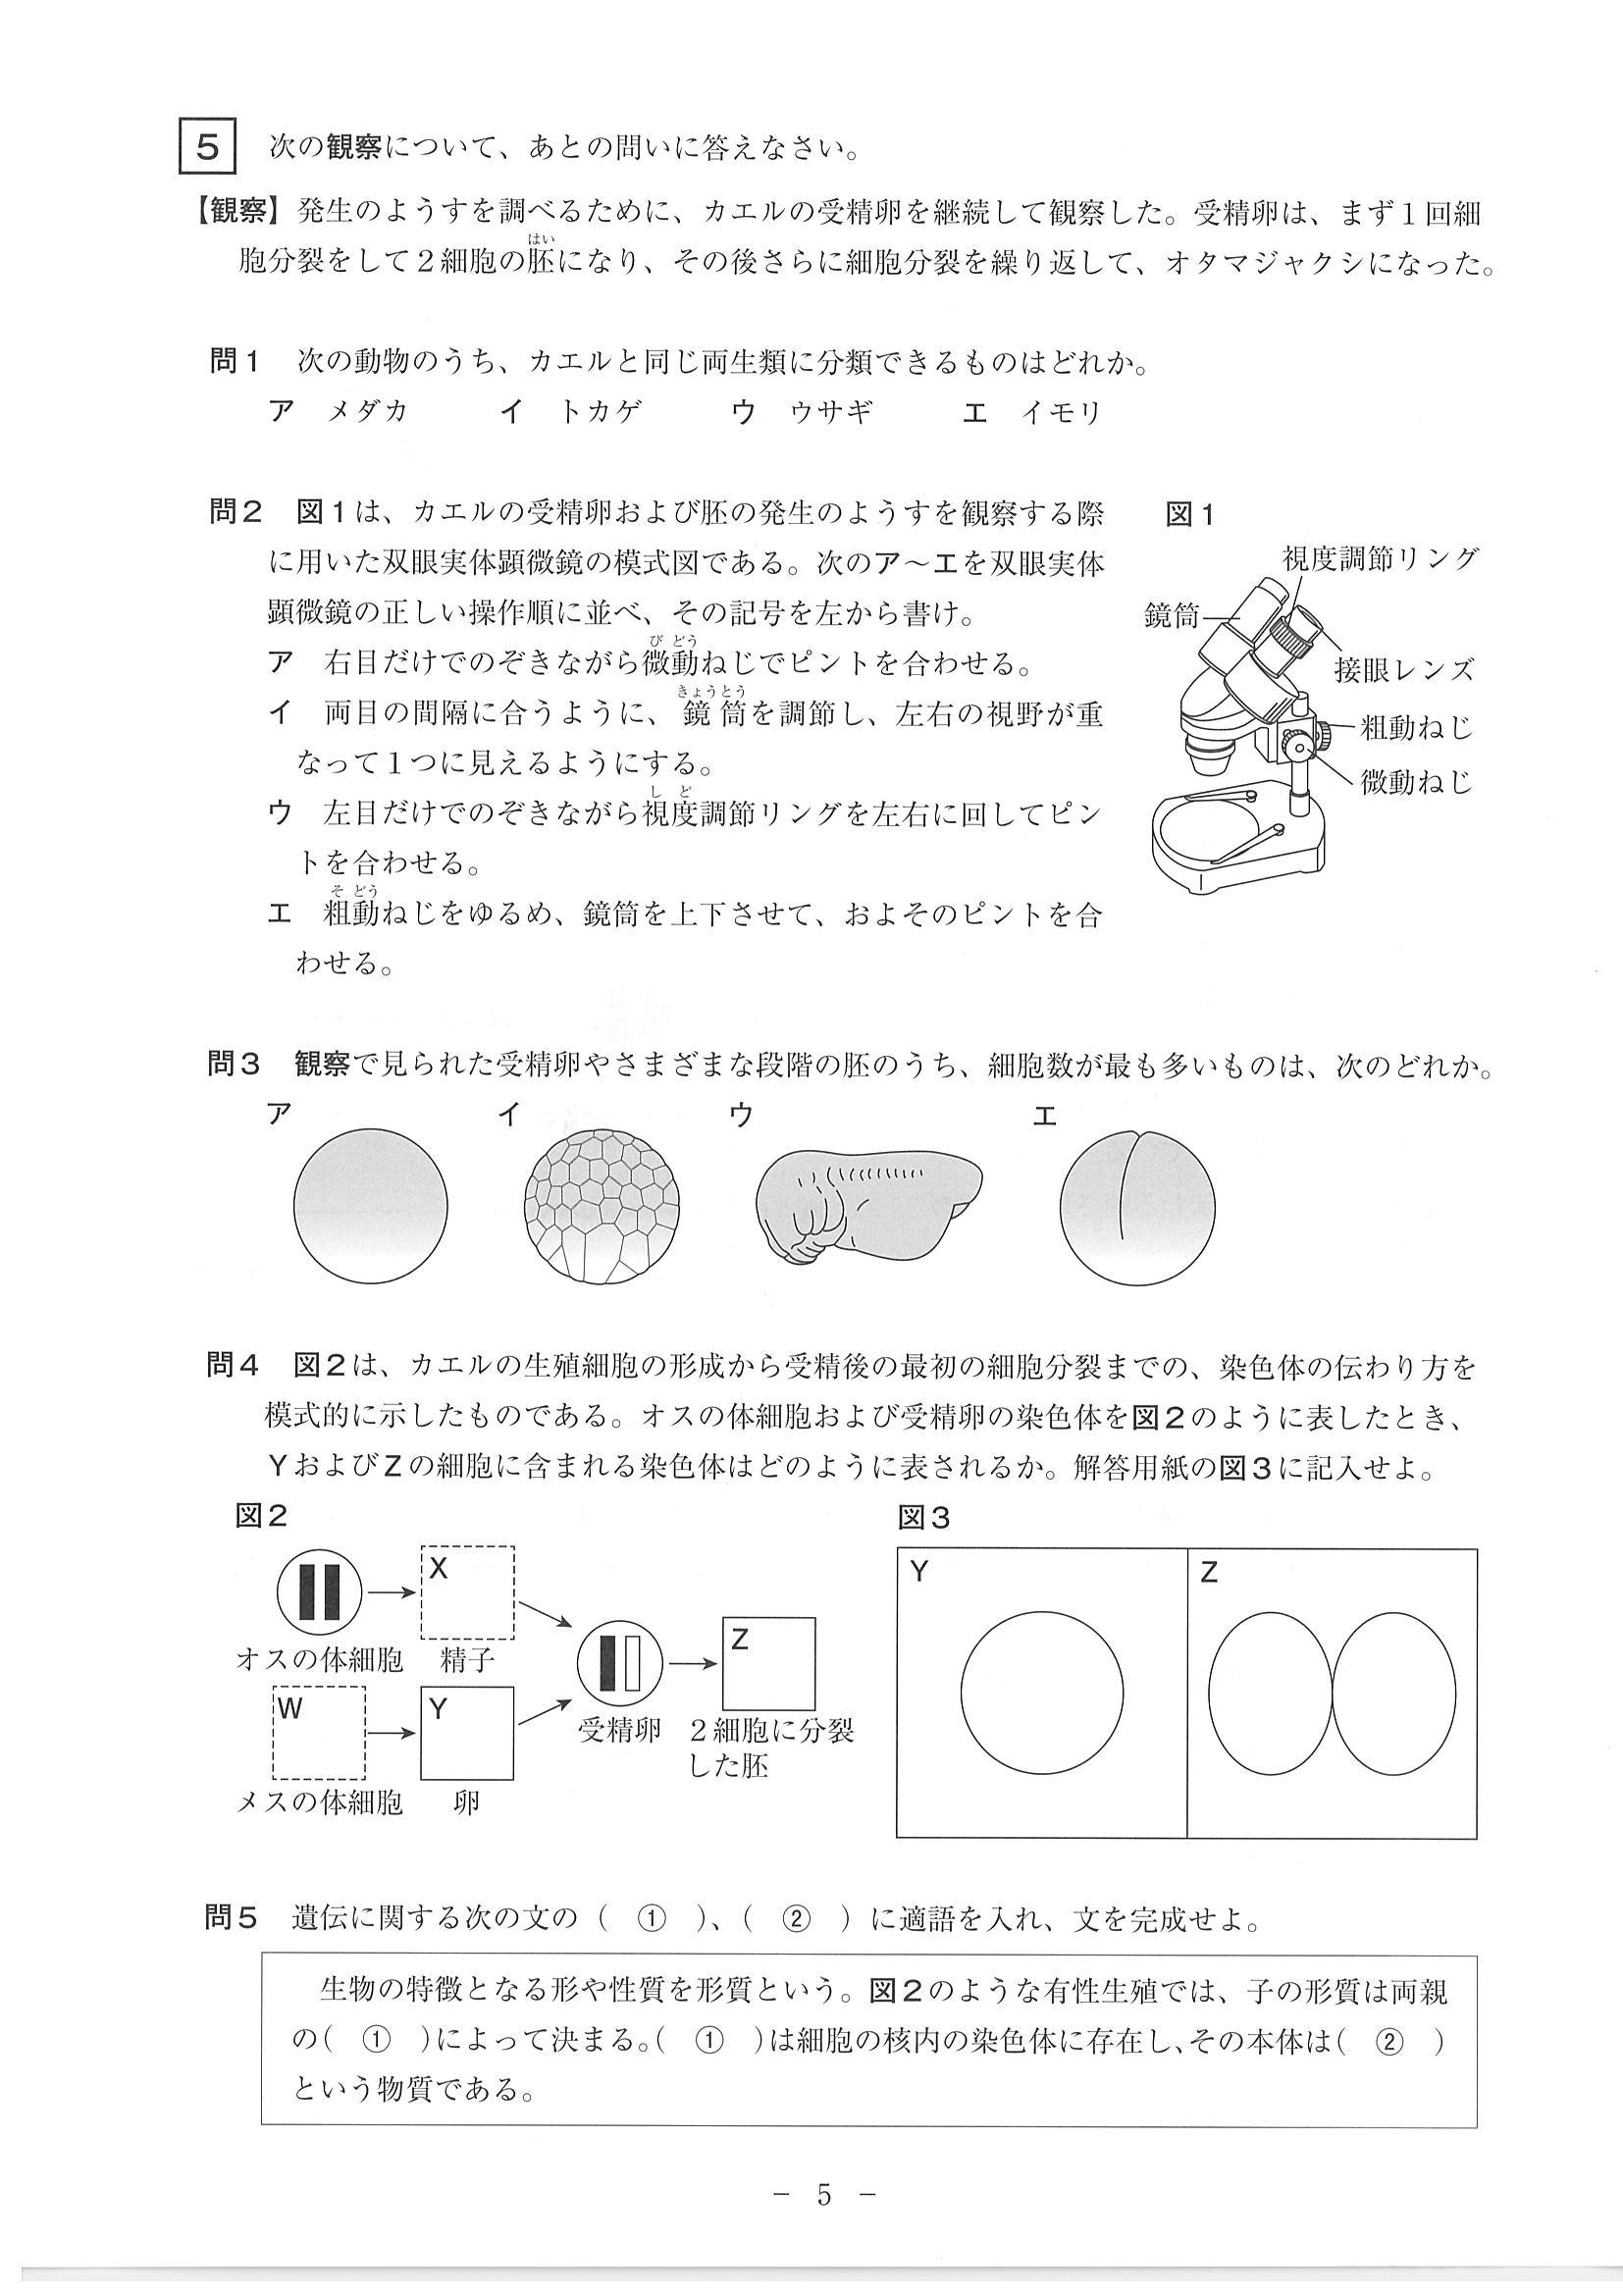 5 次の観察について、あとの問いに答えなさい。
【観察】発生のようすを調べるために、カエルの受精卵を継続して観察した。受精卵は、まず1回細
はい
胞分裂をして2細胞の胚になり、その後さらに細胞分裂を繰り返して、オタマジャクシになった。
問1 次の動物のうち、カエルと同じ両生類に分類できるものはどれか。
ア メダカ イ トカゲ ウ ウサギ エ イモリ
問2 図1は、カエルの受精卵および胚の発生のようすを観察する際
に用いた双眼実体顕微鏡の模式図である。次のア～エを双眼実体
顕微鏡の正しい操作順に並べ、その記号を左から書け。
び どう
ア 右目だけでのぞきながら微動ねじでピントを合わせる。
きょうとう
イ 両目の間隔に合うように、鏡筒を調節し、左右の視野が重
なって1つに見えるようにする。
し ど
ウ 左目だけでのぞきながら視度調節リングを左右に回してピン
トを合わせる。
そ どう
エ 粗動ねじをゆるめ、鏡筒を上下させて、およそのピントを合
わせる。
図1
視度調節リング
鏡筒
接眼レンズ
粗動ねじ
微動ねじ
問3 観察で見られた受精卵やさまざまな段階の胚のうち、細胞数が最も多いものは、次のどれか。
ア イ ウ エ
問4 図2は、カエルの生殖細胞の形成から受精後の最初の細胞分裂までの、染色体の伝わり方を
模式的に示したものである。オスの体細胞および受精卵の染色体を図2のように表したとき、
YおよびZの細胞に含まれる染色体はどのように表されるか。解答用紙の図3に記入せよ。
図2
X
オスの体細胞 精子
Z
W Y
受精卵 2細胞に分裂
した胚
メスの体細胞 卵
図3
Y Z
問5 遺伝に関する次の文の( ① )、( ② )に適語を入れ、文を完成せよ。
生物の特徴となる形や性質を形質という。図2のような有性生殖では、子の形質は両親
の( ① )によって決まる。( ① )は細胞の核内の染色体に存在し、その本体は( ② )
という物質である。
－ 5 －